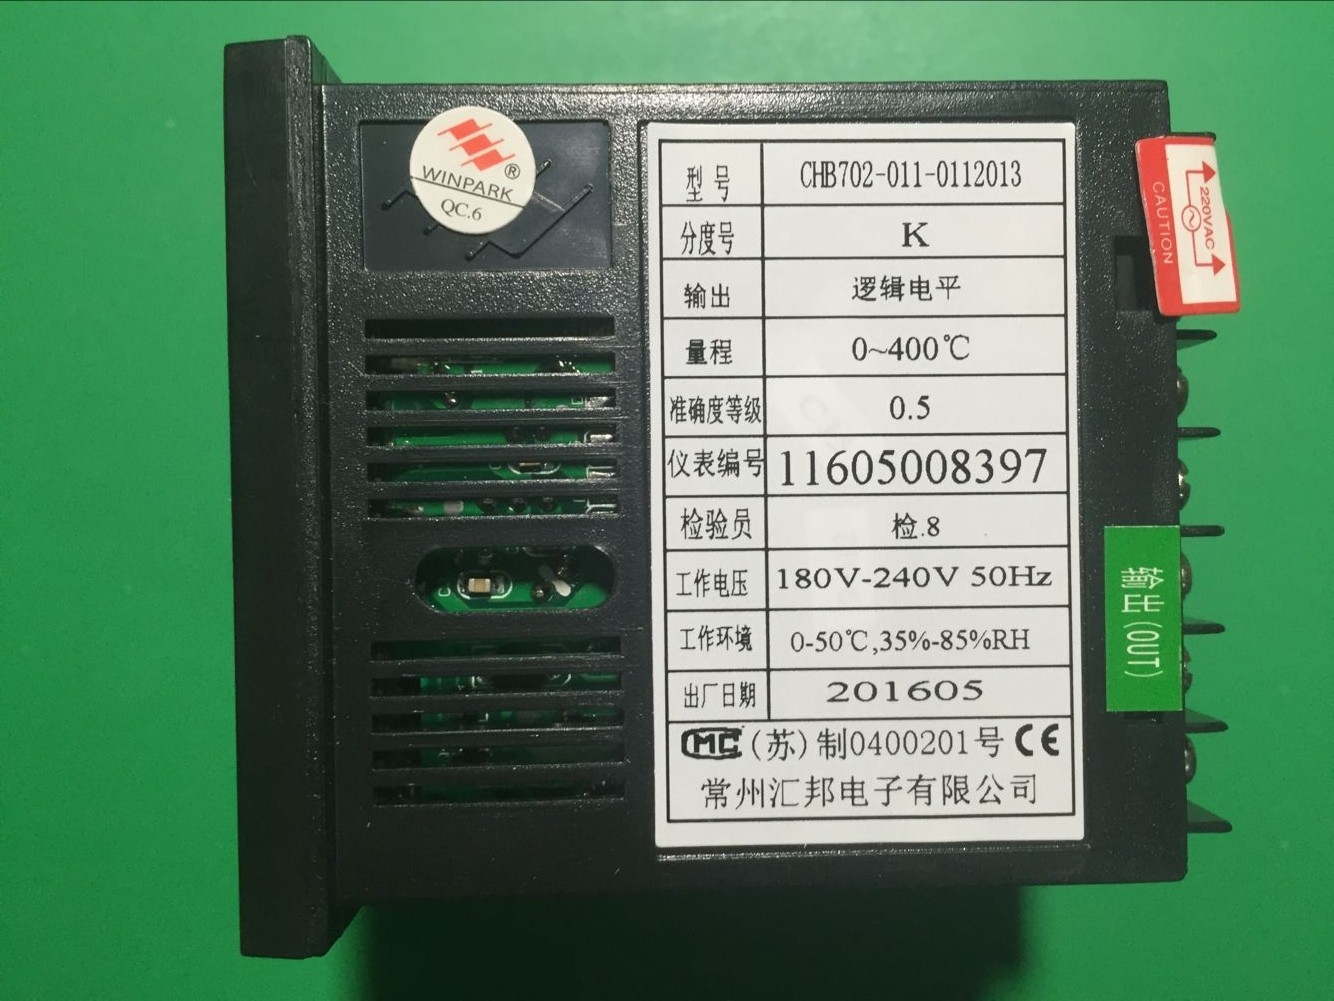 WINPARK®
QC.6
型号 CHB702-011-0112013
分度号 K
输出 逻辑电平
量程 0~400℃
准确度等级 0.5
仪表编号 11605008397
检验员 检.8
工作电压 180V-240V 50Hz
工作环境 0-50℃,35%-85%RH
出厂日期 201605
MC (苏)制0400201号 CE
常州汇邦电子有限公司
CAUTION
220VAC
输出(OUT)